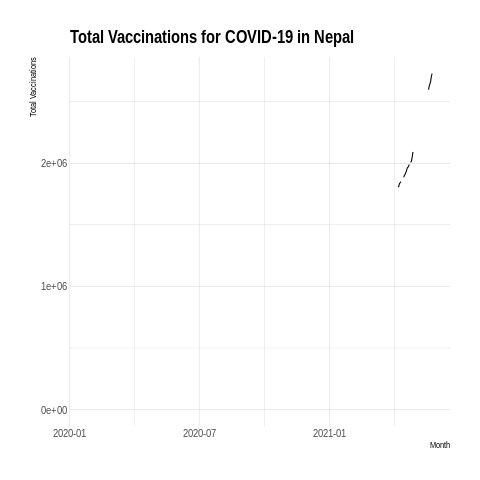 Total Vaccinations for COVID-19 in Nepal
Total Vaccinations
2e+06
1e+06
0e+00
2020-01 2020-07 2021-01
Month